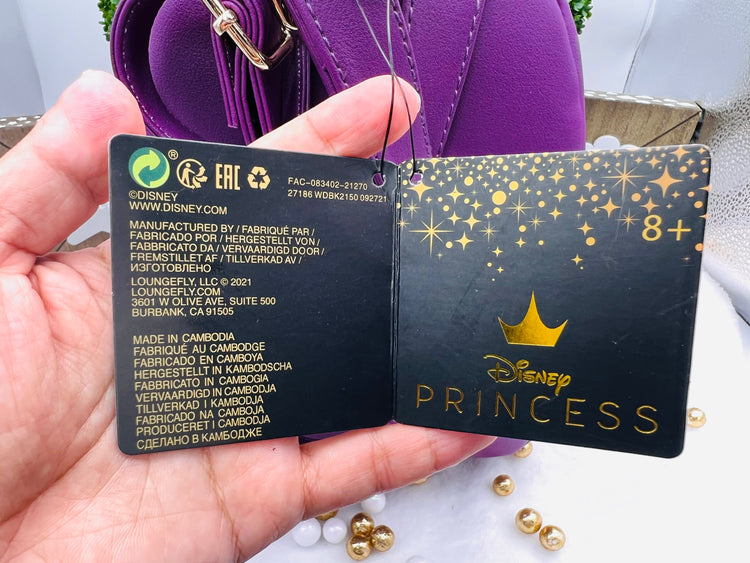 ® EAC
©DISNEY
WWW.DISNEY.COM
FAC-083402-21270
27186 WDBK2150 092721
MANUFACTURED BY / FABRIQUÉ PAR /
FABRICADO POR / HERGESTELLT VON /
FABBRICATO DA / VERVAARDIGD DOOR /
FREMSTILLET AF / TILLVERKAD AV /
ИЗГОТОВЛЕНО
LOUNGEFLY, LLC © 2021
LOUNGEFLY.COM
3601 W OLIVE AVE, SUITE 500
BURBANK, CA 91505
MADE IN CAMBODIA
FABRIQUÉ AU CAMBODGE
FABRICADO EN CAMBOYA
HERGESTELLT IN KAMBODSCHA
FABBRICATO IN CAMBOGIA
VERVAARDIGD IN CAMBODJA
TILLVERKAD I KAMBODJA
FABRICADO NA CAMBOJA
PRODUCERET I CAMBODJA
СДЕЛАНО В КАМБОДЖЕ
8+
Disney
PRINCESS